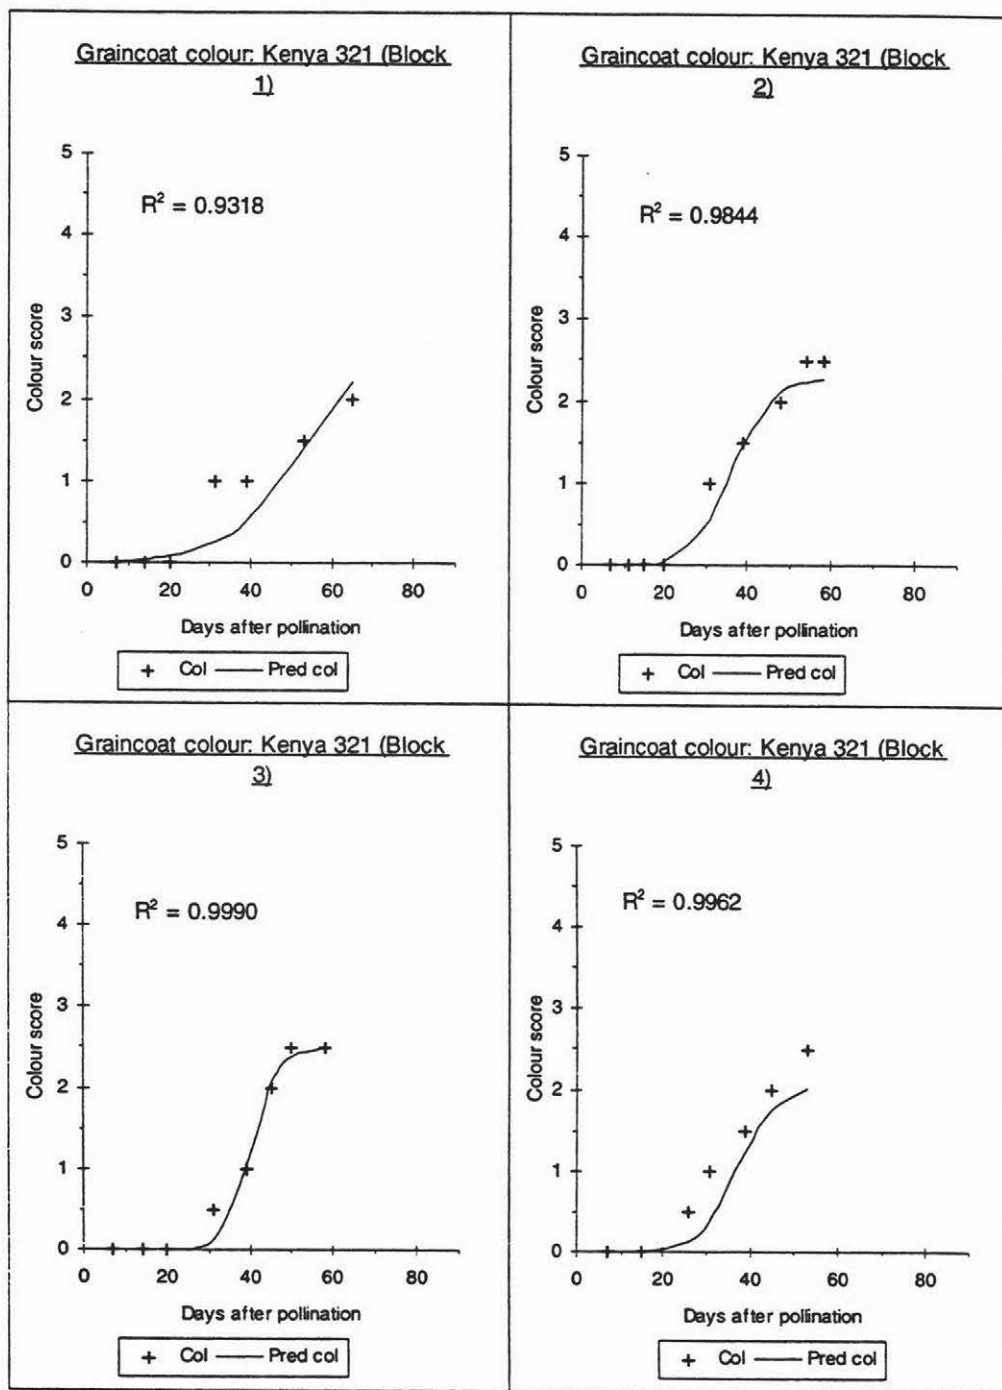 Graincoat colour: Kenya 321 (Block
1)
R² = 0.9318
Colour score
5
4
3
2
1
0
0 20 40 60 80
Days after pollination
+ Col —— Pred col
Graincoat colour: Kenya 321 (Block
2)
R² = 0.9844
Colour score
5
4
3
2
1
0
0 20 40 60 80
Days after pollination
+ Col —— Pred col
Graincoat colour: Kenya 321 (Block
3)
R² = 0.9990
Colour score
5
4
3
2
1
0
0 20 40 60 80
Days after pollination
+ Col —— Pred col
Graincoat colour: Kenya 321 (Block
4)
R² = 0.9962
Colour score
5
4
3
2
1
0
0 20 40 60 80
Days after pollination
+ Col —— Pred col